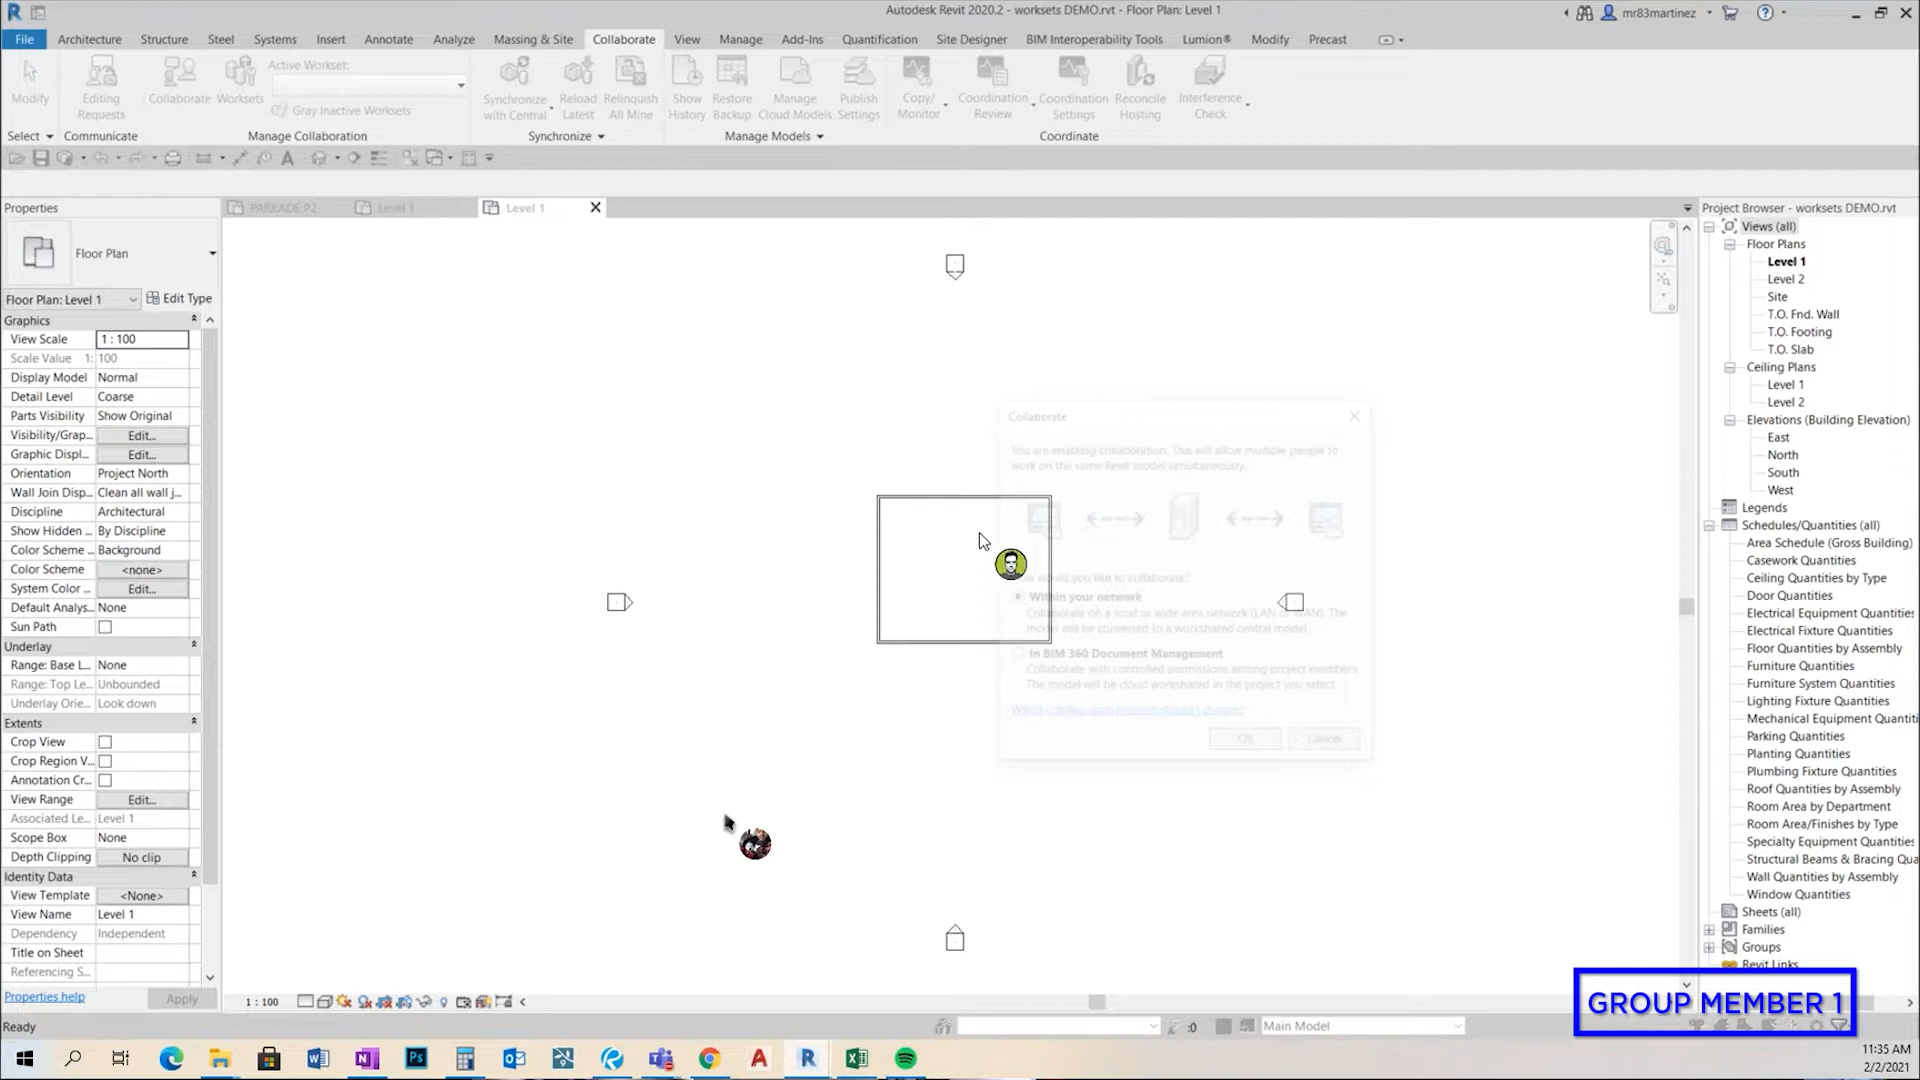 Autodesk Revit 2020.2 - worksets DEMO.rvt - Floor Plan: Level 1
mr83martinez
File Architecture Structure Steel Systems Insert Annotate Analyze Massing & Site Collaborate View Manage Add-Ins Quantification Site Designer BIM Interoperability Tools Lumion® Modify Precast
Modify
Editing Requests
Collaborate
Worksets
Active Workset:
Gray Inactive Worksets
Synchronize with Central
Reload Latest
Relinquish All Mine
Show History
Restore Backup
Manage Cloud Models
Publish Settings
Copy/ Monitor
Coordination Review
Coordination Settings
Reconcile Hosting
Interference Check
Select Communicate Manage Collaboration Synchronize Manage Models Coordinate
Properties
PARKADE P2
Level 1
Level 1
Floor Plan
Floor Plan: Level 1
Edit Type
Graphics
View Scale 1 : 100
Scale Value 1: 100
Display Model Normal
Detail Level Coarse
Parts Visibility Show Original
Visibility/Grap... Edit...
Graphic Displ... Edit...
Orientation Project North
Wall Join Disp... Clean all wall j...
Discipline Architectural
Show Hidden ... By Discipline
Color Scheme ... Background
Color Scheme <none>
System Color ... Edit...
Default Analys... None
Sun Path
Underlay
Range: Base L... None
Range: Top Le... Unbounded
Underlay Orie... Look down
Extents
Crop View
Crop Region V...
Annotation Cr...
View Range Edit...
Associated Le... Level 1
Scope Box None
Depth Clipping No clip
Identity Data
View Template <None>
View Name Level 1
Dependency Independent
Title on Sheet
Referencing S...
Properties help
Apply
Collaborate
You are enabling collaboration. This will allow multiple people to
work on the same Revit model simultaneously.
would you like to collaborate?
Within your network
Collaborate on a local or wide area network (LAN or WAN). The
model will be converted to a workshared central model.
In BIM 360 Document Management
Collaborate with controlled permissions among project members
The model will be cloud workshared in the project you select
OK
Cancel
Project Browser - worksets DEMO.rvt
Views (all)
Floor Plans
Level 1
Level 2
Site
T.O. Fnd. Wall
T.O. Footing
T.O. Slab
Ceiling Plans
Level 1
Level 2
Elevations (Building Elevation)
East
North
South
West
Legends
Schedules/Quantities (all)
Area Schedule (Gross Building)
Casework Quantities
Ceiling Quantities by Type
Door Quantities
Electrical Equipment Quantities
Electrical Fixture Quantities
Floor Quantities by Assembly
Furniture Quantities
Furniture System Quantities
Lighting Fixture Quantities
Mechanical Equipment Quantiti
Parking Quantities
Planting Quantities
Plumbing Fixture Quantities
Roof Quantities by Assembly
Room Area by Department
Room Area/Finishes by Type
Specialty Equipment Quantities
Structural Beams & Bracing Qua
Wall Quantities by Assembly
Window Quantities
Sheets (all)
Families
Groups
Revit Links
GROUP MEMBER 1
1 : 100
Ready
:0
Main Model
11:35 AM
2/2/2021